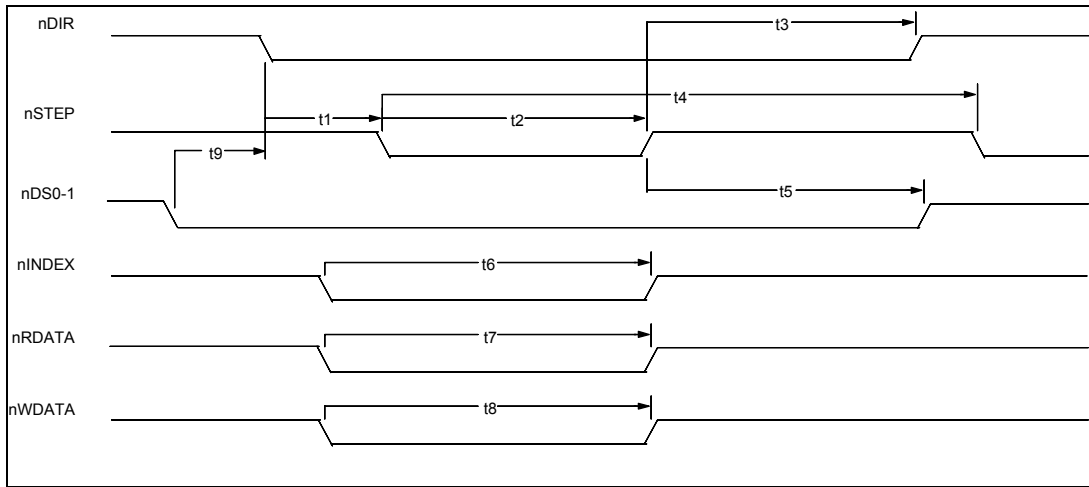 nDIR
t3
t4
nSTEP
t1
t2
t9
nDS0-1
t5
nINDEX
t6
nRDATA
t7
nWDATA
t8